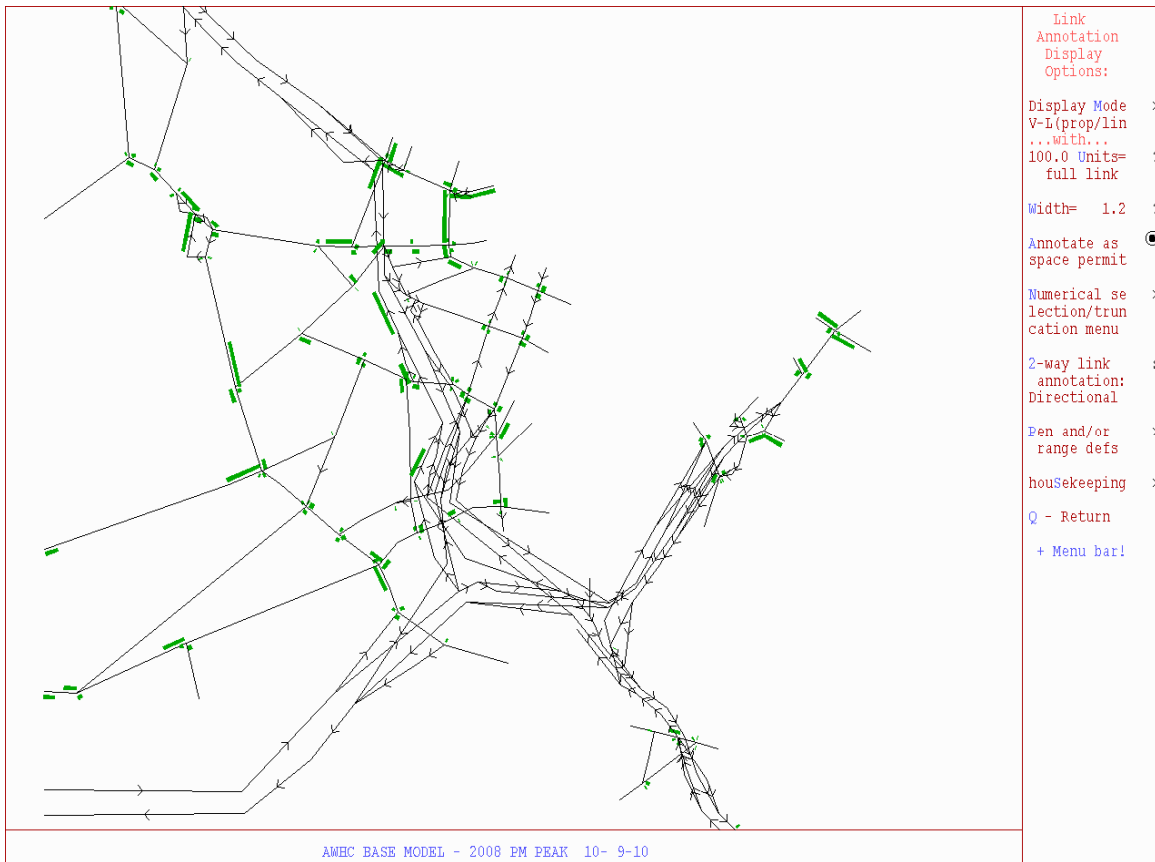 Link
Annotation
Display
Options:
Display Mode
V-L(prop/lin
...with...
100.0 Units=
full link
Width= 1.2
Annotate as
space permit
Numerical se
lection/trun
cation menu
2-way link
annotation:
Directional
Pen and/or
range defs
houSekeeping
Q - Return
+ Menu bar!
AWHC BASE MODEL - 2008 PM PEAK 10- 9-10